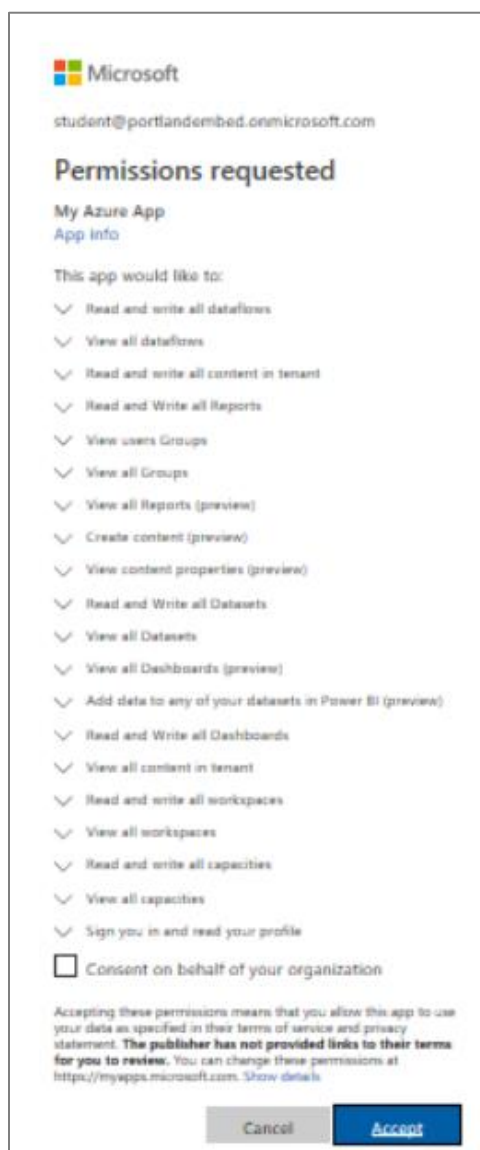 Microsoft
student@portlandembed.onmicrosoft.com
Permissions requested
My Azure App
App info
This app would like to:
Read and write all dataflows
View all dataflows
Read and write all content in tenant
Read and Write all Reports
View users Groups
View all Groups
View all Reports (preview)
Create content (preview)
View content properties (preview)
Read and Write all Datasets
View all Datasets
View all Dashboards (preview)
Add data to any of your datasets in Power BI (preview)
Read and Write all Dashboards
View all content in tenant
Read and write all workspaces
View all workspaces
Read and write all capacities
View all capacities
Sign you in and read your profile
Consent on behalf of your organization
Accepting these permissions means that you allow this app to use
your data as specified in their terms of service and privacy
statement. The publisher has not provided links to their terms
for you to review. You can change these permissions at
https://myapps.microsoft.com. Show details
Cancel Accept